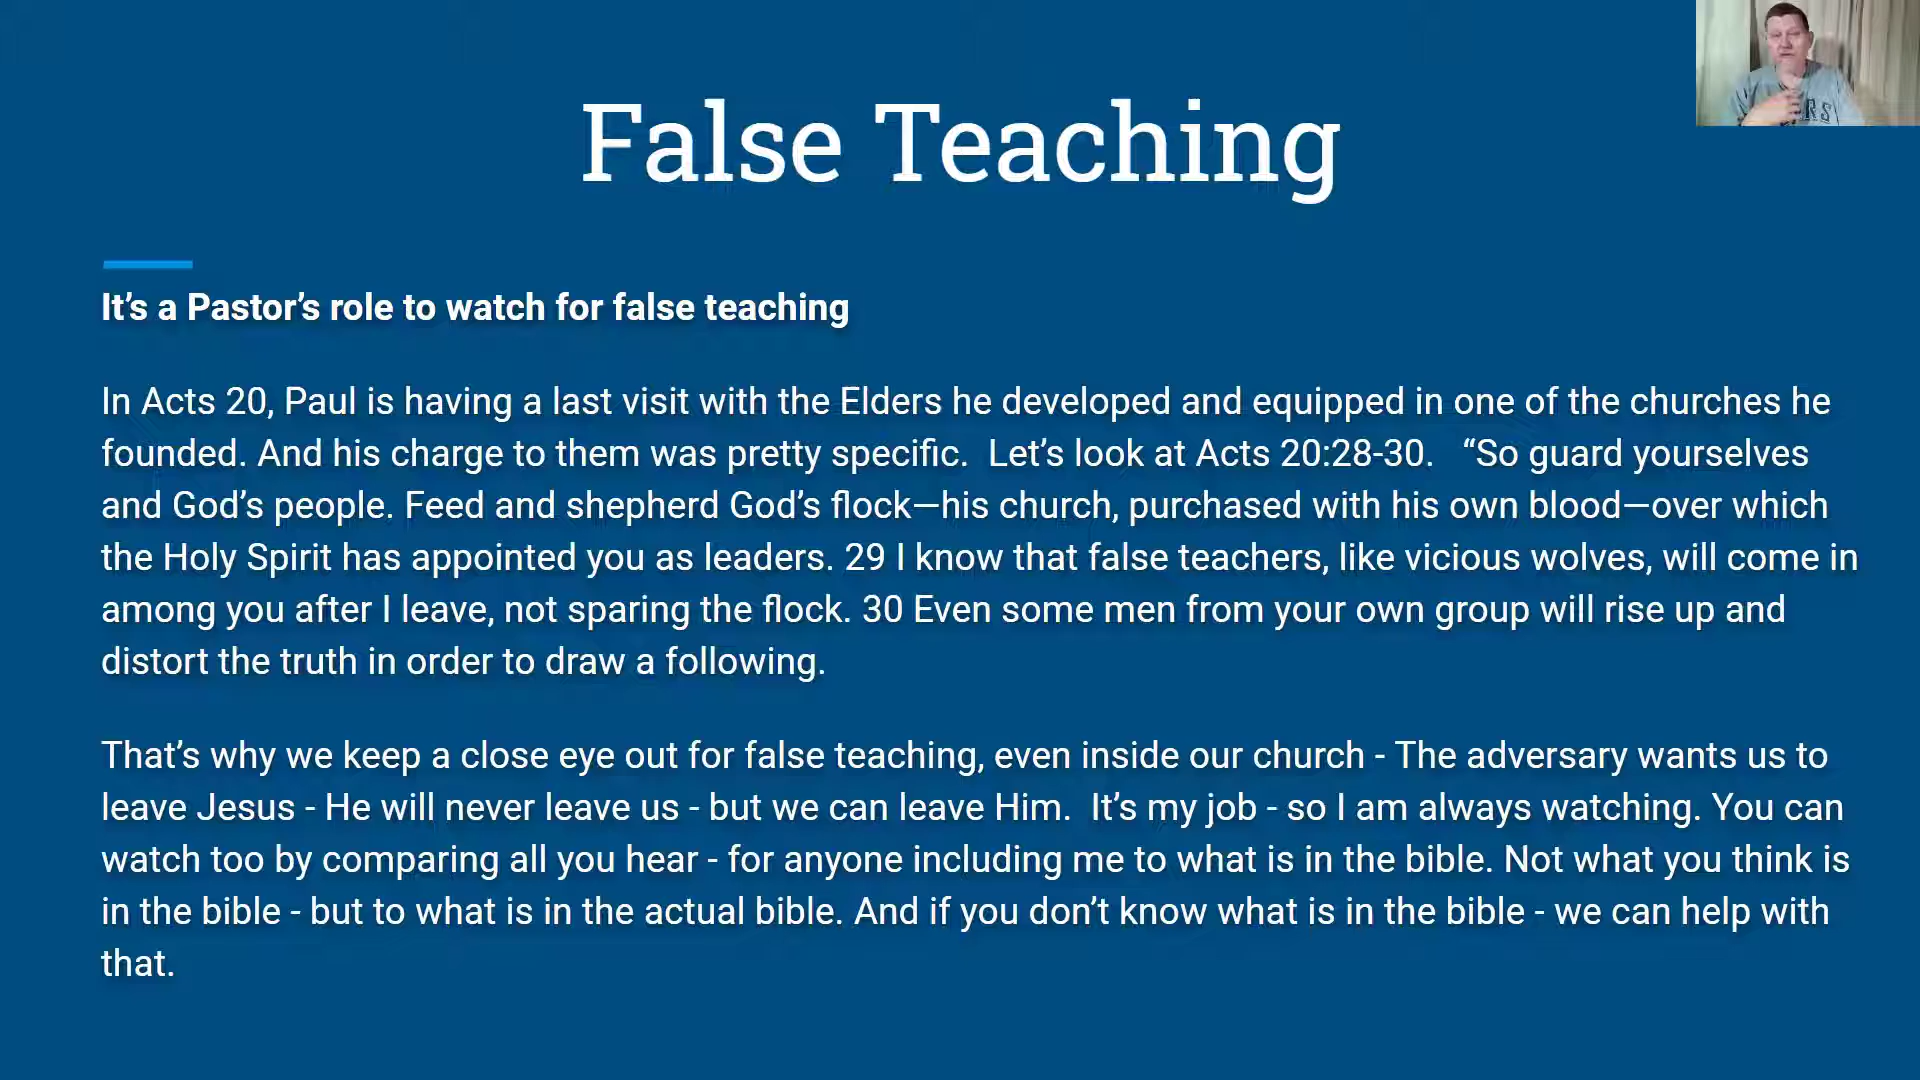 False Teaching
It’s a Pastor’s role to watch for false teaching
In Acts 20, Paul is having a last visit with the Elders he developed and equipped in one of the churches he
founded. And his charge to them was pretty specific.  Let’s look at Acts 20:28-30.   “So guard yourselves
and God’s people. Feed and shepherd God’s flock—his church, purchased with his own blood—over which
the Holy Spirit has appointed you as leaders. 29 I know that false teachers, like vicious wolves, will come in
among you after I leave, not sparing the flock. 30 Even some men from your own group will rise up and
distort the truth in order to draw a following.
That’s why we keep a close eye out for false teaching, even inside our church - The adversary wants us to
leave Jesus - He will never leave us - but we can leave Him.  It’s my job - so I am always watching. You can
watch too by comparing all you hear - for anyone including me to what is in the bible. Not what you think is
in the bible - but to what is in the actual bible. And if you don’t know what is in the bible - we can help with
that.